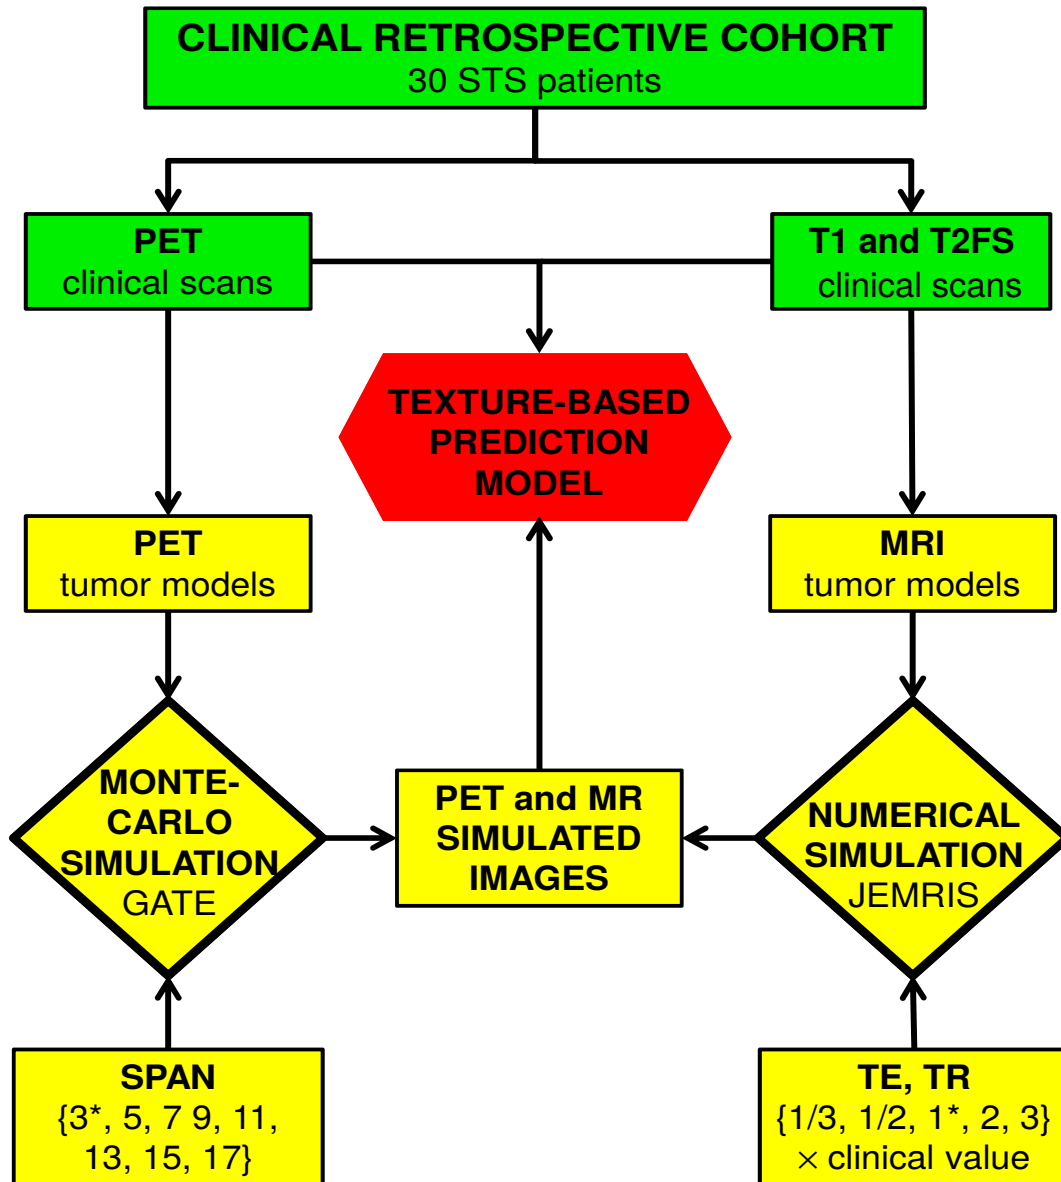 CLINICAL RETROSPECTIVE COHORT
30 STS patients
PET
clinical scans
T1 and T2FS
clinical scans
TEXTURE-BASED
PREDICTION
MODEL
PET
tumor models
MRI
tumor models
MONTE-
CARLO
SIMULATION
GATE
PET and MR
SIMULATED
IMAGES
NUMERICAL
SIMULATION
JEMRIS
SPAN
{3*, 5, 7 9, 11,
13, 15, 17}
TE, TR
{1/3, 1/2, 1*, 2, 3}
× clinical value